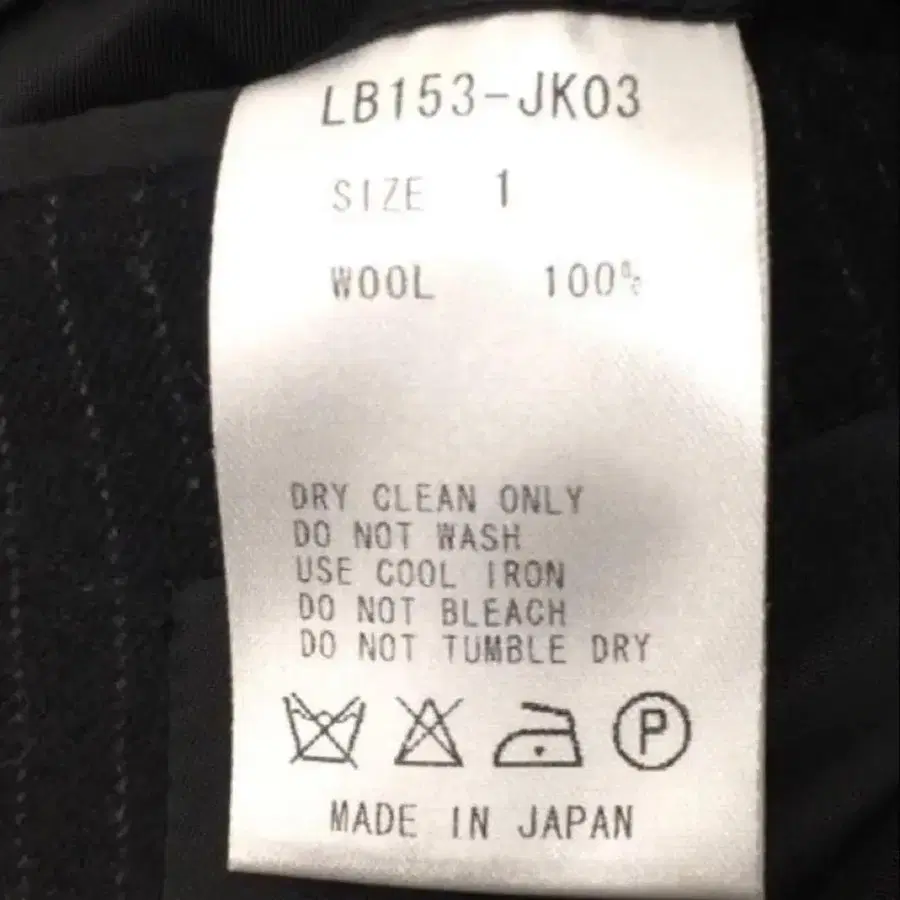 LB153-JK03
SIZE 1
WOOL 100%
DRY CLEAN ONLY
DO NOT WASH
USE COOL IRON
DO NOT BLEACH
DO NOT TUMBLE DRY
P
MADE IN JAPAN